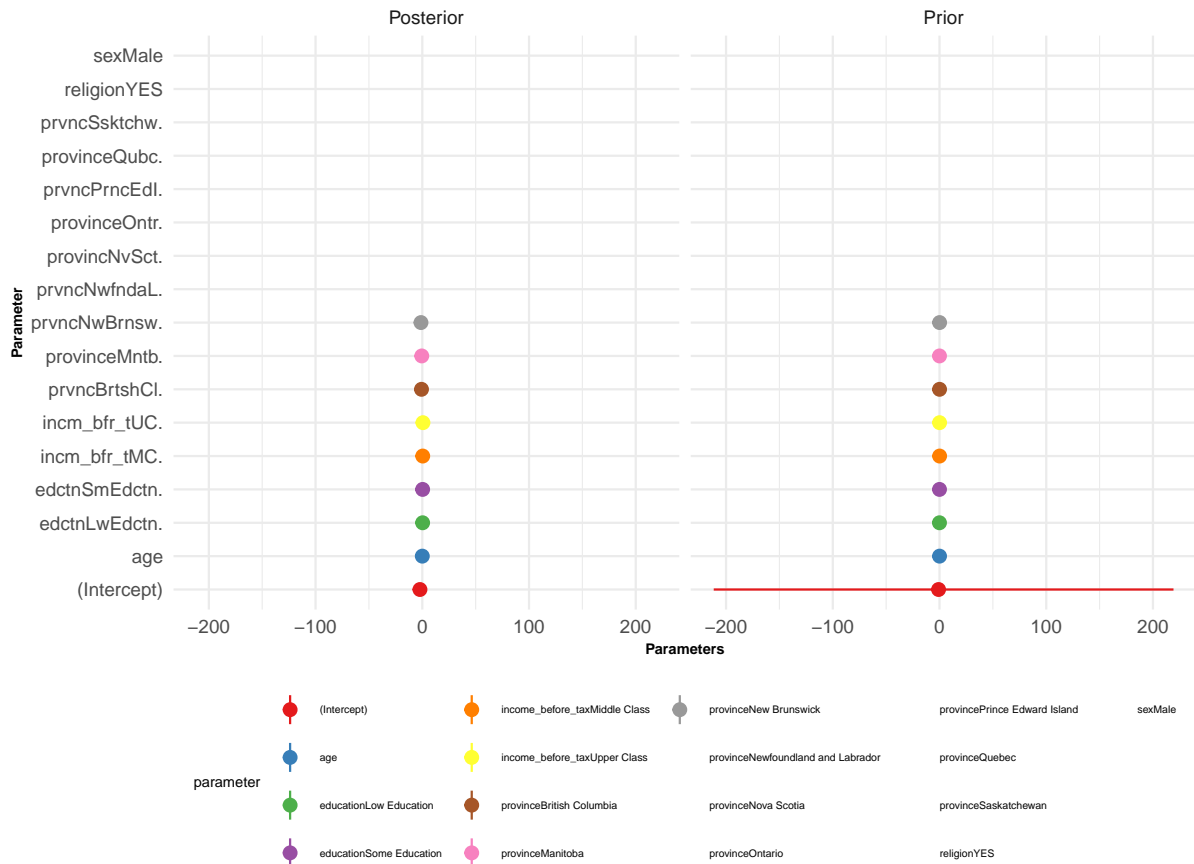 Posterior Prior
sexMale
religionYES
prvncSsktchw.
provinceQubc.
prvncPrncEdI.
provinceOntr.
provincNvSct.
prvncNwfndaL.
prvncNwBrnsw.
provinceMntb.
prvncBrtshCl.
incm_bfr_tUC.
incm_bfr_tMC.
edctnSmEdctn.
edctnLwEdctn.
age
(Intercept)
Parameter
−200 −100 0 100 200 −200 −100 0 100 200
Parameters
parameter
(Intercept) income_before_taxMiddle Class provinceNew Brunswick provincePrince Edward Island sexMale
age income_before_taxUpper Class provinceNewfoundland and Labrador provinceQuebec
educationLow Education provinceBritish Columbia provinceNova Scotia provinceSaskatchewan
educationSome Education provinceManitoba provinceOntario religionYES